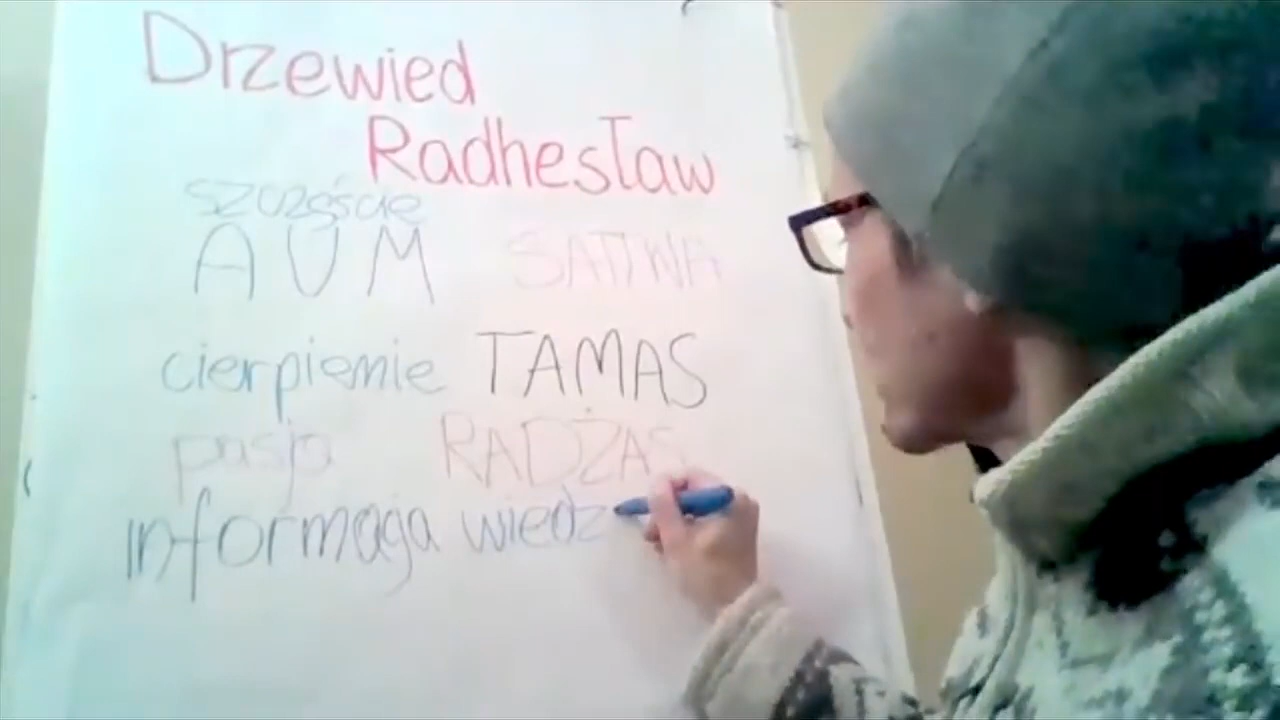 Drzewied
Radhesław
szczęście
AUM SATTWA
cierpienie TAMAS
pasja RADŻAS
informacja wiedz